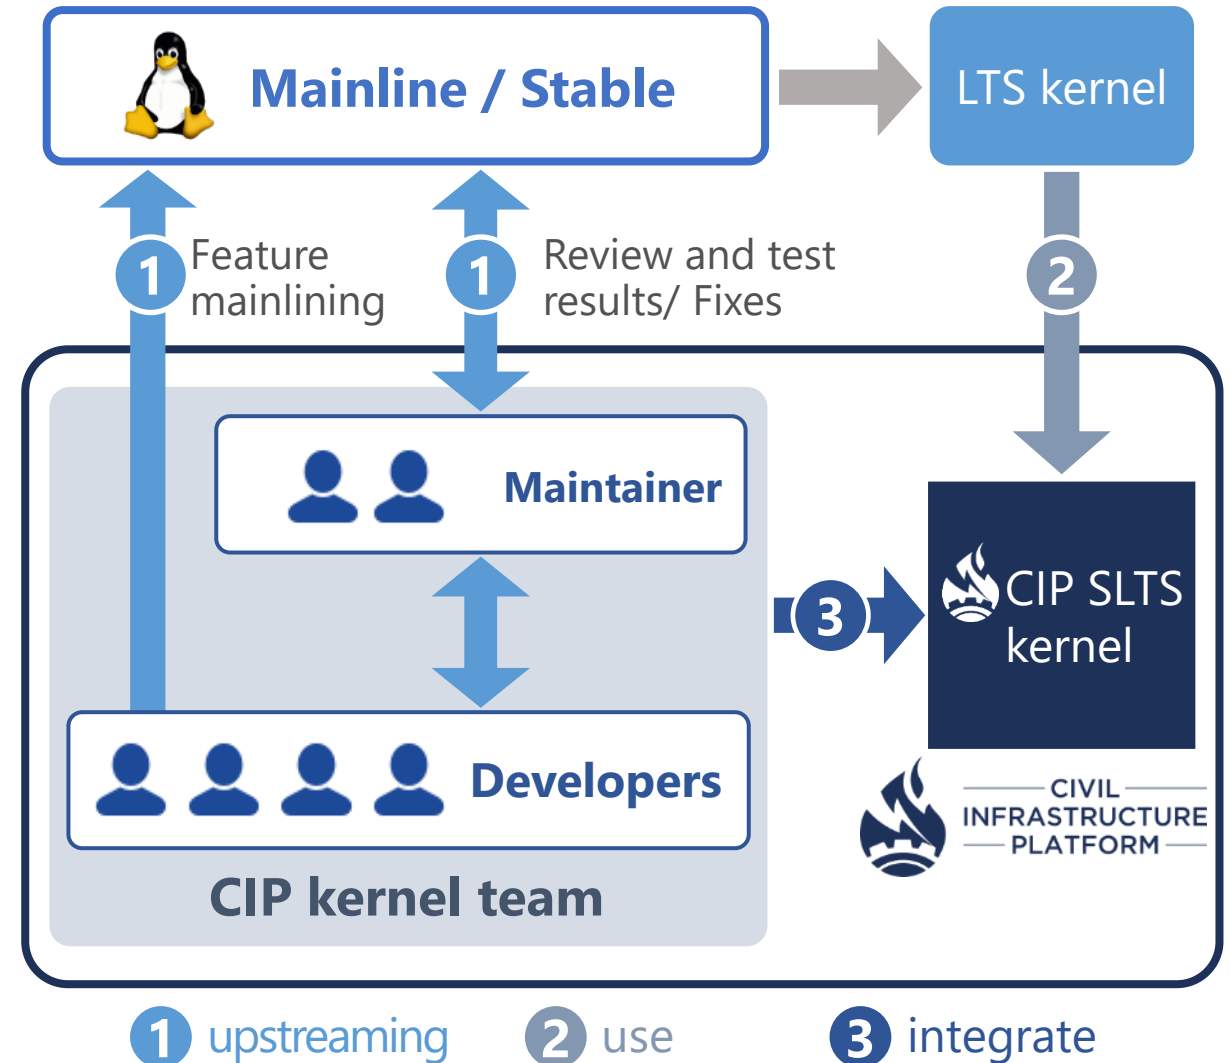 Mainline / Stable
LTS kernel
1
Feature
mainlining
1
Review and test
results/ Fixes
2
Maintainer
3
CIP SLTS
kernel
Developers
CIVIL
INFRASTRUCTURE
PLATFORM
CIP kernel team
1 upstreaming
2 use
3 integrate